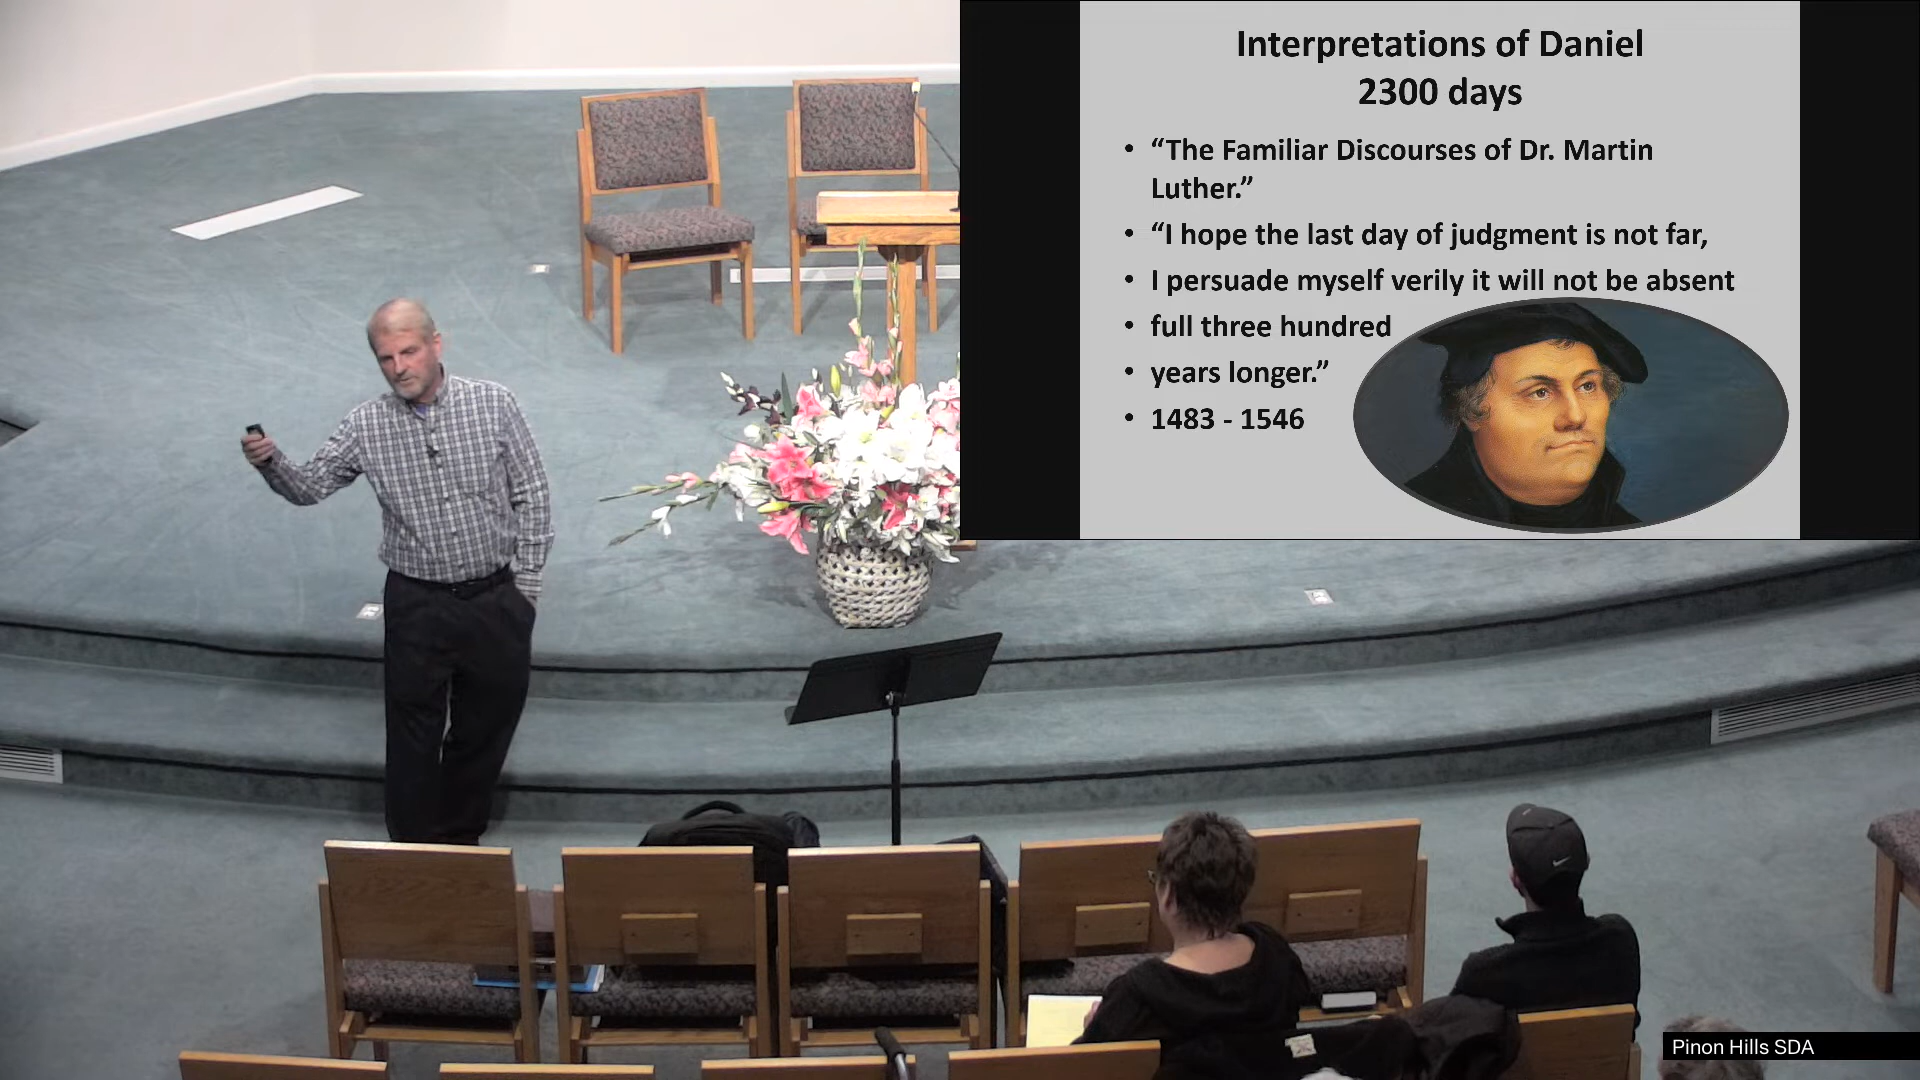 Interpretations of Daniel
2300 days
• “The Familiar Discourses of Dr. Martin
Luther.”
• “I hope the last day of judgment is not far,
• I persuade myself verily it will not be absent
• full three hundred
• years longer.”
• 1483 - 1546
Pinon Hills SDA